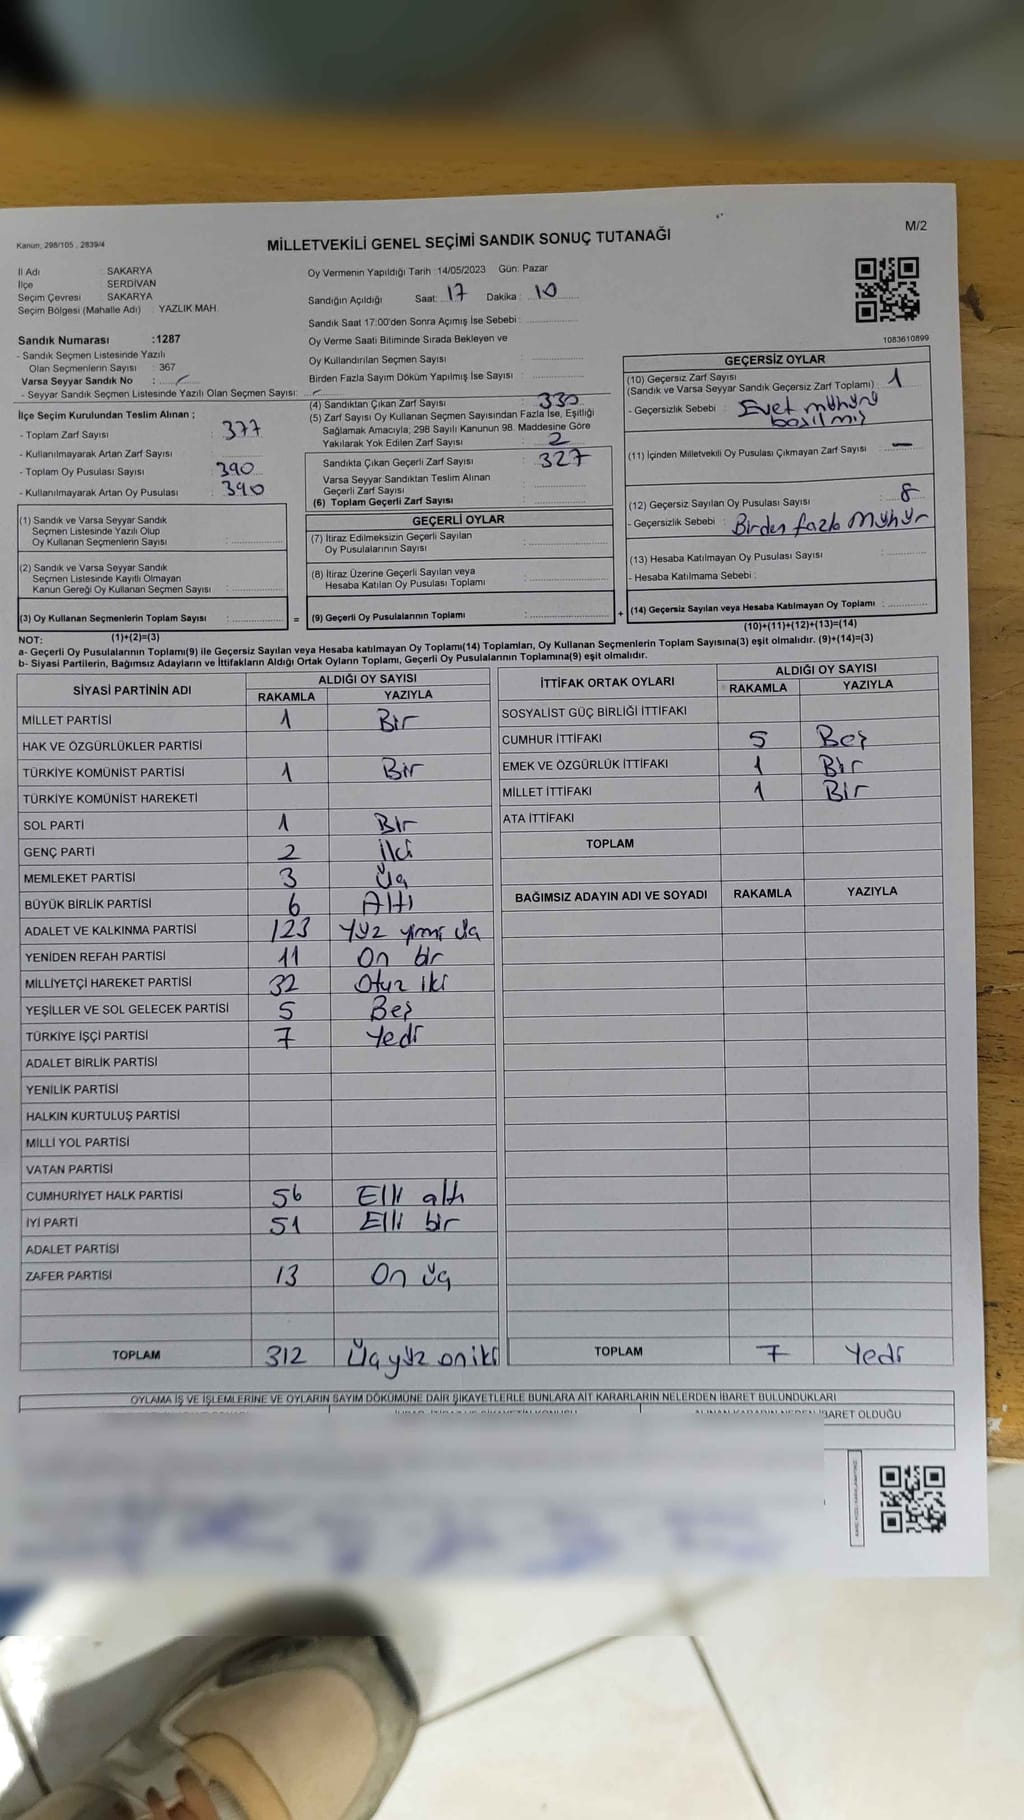 Kanun, 298/105 , 2839/4
MİLLETVEKİLİ GENEL SEÇİMİ SANDIK SONUÇ TUTANAĞI
M/2
İl Adı : SAKARYA
İlçe : SERDİVAN
Seçim Çevresi : SAKARYA
Seçim Bölgesi (Mahalle Adı) : YAZLIK MAH.
Sandık Numarası :1287
- Sandık Seçmen Listesinde Yazılı
Olan Seçmenlerin Sayısı : 367
Varsa Seyyar Sandık No :
- Seyyar Sandık Seçmen Listesinde Yazılı Olan Seçmen Sayısı:
Oy Vermenin Yapıldığı Tarih :14/05/2023 Gün: Pazar
Sandığın Açıldığı Saat: 17 Dakika : 10
Sandık Saat 17:00'den Sonra Açımış İse Sebebi :
Oy Verme Saati Bitiminde Sırada Bekleyen ve
Oy Kullandırılan Seçmen Sayısı :
Birden Fazla Sayım Döküm Yapılmış İse Sayısı :
1083610899
İlçe Seçim Kurulundan Teslim Alınan ;
- Toplam Zarf Sayısı : 377
- Kullanılmayarak Artan Zarf Sayısı :
- Toplam Oy Pusulası Sayısı : 390
- Kullanılmayarak Artan Oy Pusulası : 390
(4) Sandıktan Çıkan Zarf Sayısı : 330
(5) Zarf Sayısı Oy Kullanan Seçmen Sayısından Fazla İse, Eşitliği
Sağlamak Amacıyla; 298 Sayılı Kanunun 98. Maddesine Göre
Yakılarak Yok Edilen Zarf Sayısı : 2
Sandıkta Çıkan Geçerli Zarf Sayısı : 327
Varsa Seyyar Sandıktan Teslim Alınan
Geçerli Zarf Sayısı :
(6) Toplam Geçerli Zarf Sayısı :
GEÇERSİZ OYLAR
(10) Geçersiz Zarf Sayısı
(Sandık ve Varsa Seyyar Sandık Geçersiz Zarf Toplamı) : 1
- Geçersizlik Sebebi : Evet mühürü
basılmış
(11) İçinden Milletvekili Oy Pusulası Çıkmayan Zarf Sayısı : —
(12) Geçersiz Sayılan Oy Pusulası Sayısı : 8
- Geçersizlik Sebebi : Birden fazla Mühür
(13) Hesaba Katılmayan Oy Pusulası Sayısı :
- Hesaba Katılmama Sebebi :
(14) Geçersiz Sayılan veya Hesaba Katılmayan Oy Toplamı :
(10)+(11)+(12)+(13)=(14)
(1) Sandık ve Varsa Seyyar Sandık
Seçmen Listesinde Yazılı Olup
Oy Kullanan Seçmenlerin Sayısı :
(2) Sandık ve Varsa Seyyar Sandık
Seçmen Listesinde Kayıtlı Olmayan
Kanun Gereği Oy Kullanan Seçmen Sayısı :
(3) Oy Kullanan Seçmenlerin Toplam Sayısı : =
GEÇERLİ OYLAR
(7) İtiraz Edilmeksizin Geçerli Sayılan
Oy Pusulalarının Sayısı :
(8) İtiraz Üzerine Geçerli Sayılan veya
Hesaba Katılan Oy Pusulası Toplamı :
(9) Geçerli Oy Pusulalarının Toplamı : +
NOT: (1)+(2)=(3)
a- Geçerli Oy Pusulalarının Toplamı(9) ile Geçersiz Sayılan veya Hesaba katılmayan Oy Toplamı(14) Toplamları, Oy Kullanan Seçmenlerin Toplam Sayısına(3) eşit olmalıdır. (9)+(14)=(3)
b- Siyasi Partilerin, Bağımsız Adayların ve İttifakların Aldığı Ortak Oyların Toplamı, Geçerli Oy Pusulalarının Toplamına(9) eşit olmalıdır.
SİYASİ PARTİNİN ADI ALDIĞI OY SAYISI
RAKAMLA YAZIYLA
MİLLET PARTİSİ 1 Bir
HAK VE ÖZGÜRLÜKLER PARTİSİ
TÜRKİYE KOMÜNİST PARTİSİ 1 Bir
TÜRKİYE KOMÜNİST HAREKETİ
SOL PARTİ 1 Bir
GENÇ PARTİ 2 İki
MEMLEKET PARTİSİ 3 Üç
BÜYÜK BİRLİK PARTİSİ 6 Altı
ADALET VE KALKINMA PARTİSİ 123 Yüz yirmi üç
YENİDEN REFAH PARTİSİ 11 On bir
MİLLİYETÇİ HAREKET PARTİSİ 32 Otuz iki
YEŞİLLER VE SOL GELECEK PARTİSİ 5 Beş
TÜRKİYE İŞÇİ PARTİSİ 7 Yedi
ADALET BİRLİK PARTİSİ
YENİLİK PARTİSİ
HALKIN KURTULUŞ PARTİSİ
MİLLİ YOL PARTİSİ
VATAN PARTİSİ
CUMHURİYET HALK PARTİSİ 56 Elli altı
İYİ PARTİ 51 Elli bir
ADALET PARTİSİ
ZAFER PARTİSİ 13 On üç
TOPLAM 312 Üç yüz on iki
İTTİFAK ORTAK OYLARI ALDIĞI OY SAYISI
RAKAMLA YAZIYLA
SOSYALİST GÜÇ BİRLİĞİ İTTİFAKI
CUMHUR İTTİFAKI 5 Beş
EMEK VE ÖZGÜRLÜK İTTİFAKI 1 Bir
MİLLET İTTİFAKI 1 Bir
ATA İTTİFAKI
TOPLAM
BAĞIMSIZ ADAYIN ADI VE SOYADI RAKAMLA YAZIYLA
TOPLAM 7 Yedi
OYLAMA İŞ VE İŞLEMLERİNE VE OYLARIN SAYIM DÖKÜMÜNE DAİR ŞİKAYETLERLE BUNLARA AİT KARARLARIN NELERDEN İBARET BULUNDUKLARI
İBARET OLDUĞU